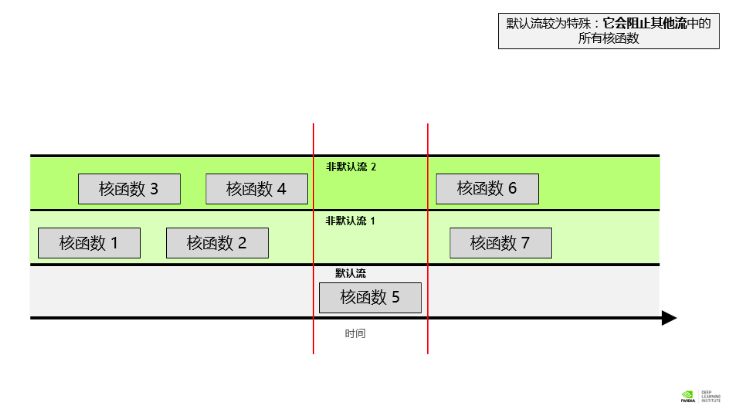 默认流较为特殊：它会阻止其他流中的
所有核函数
非默认流 2
核函数 3
核函数 4
核函数 6
非默认流 1
核函数 1
核函数 2
核函数 7
默认流
核函数 5
时间
NVIDIA
DEEP
LEARNING
INSTITUTE